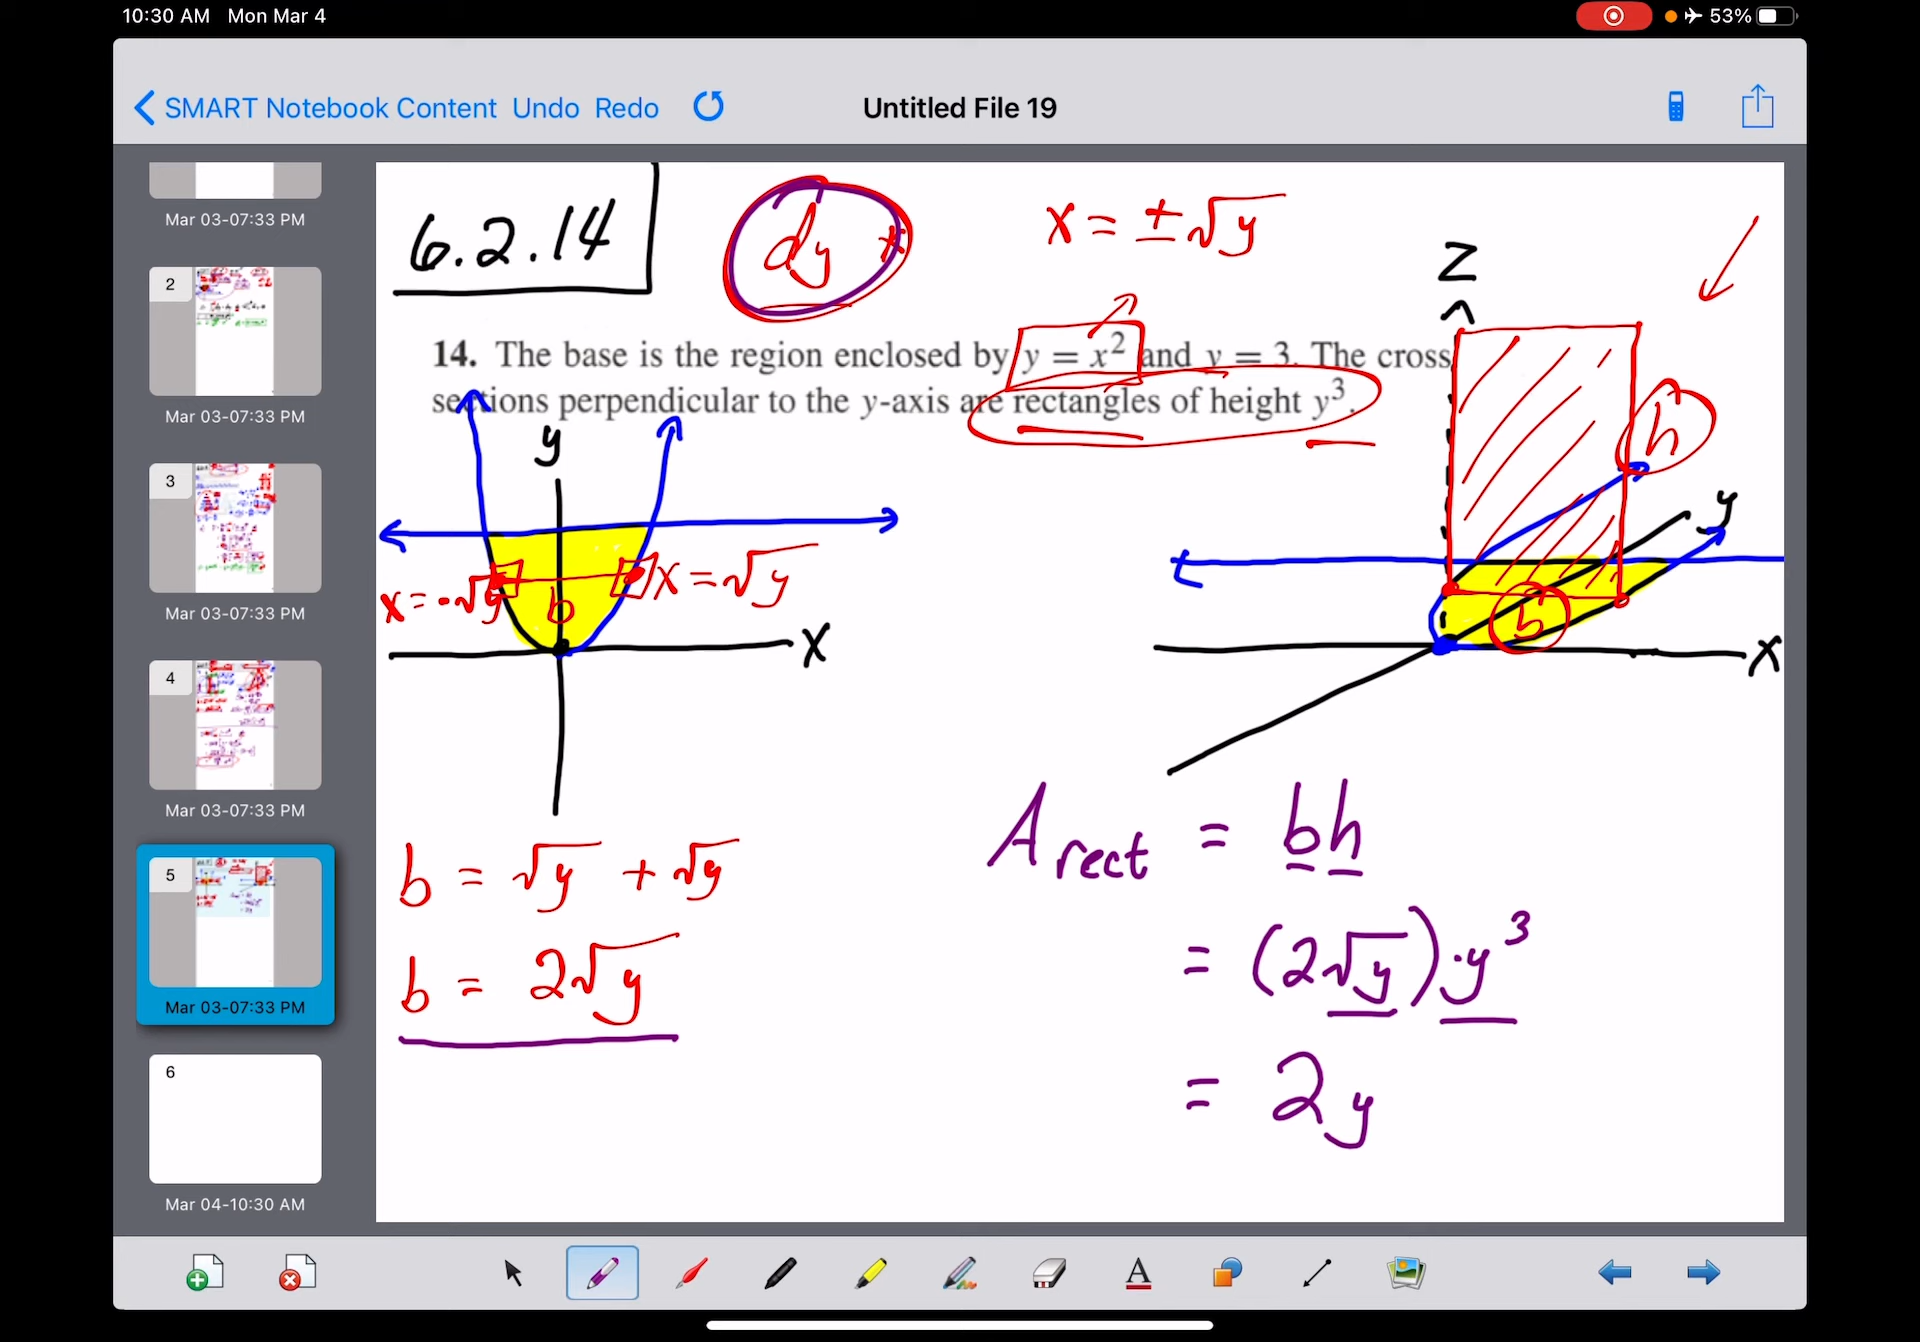 10:30 AM Mon Mar 4
53%
SMART Notebook Content Undo Redo
Untitled File 19
Mar 03-07:33 PM
2
Mar 03-07:33 PM
3
Mar 03-07:33 PM
4
Mar 03-07:33 PM
5
Mar 03-07:33 PM
6
Mar 04-10:30 AM
6.2.14
dy
x = ±√y
14. The base is the region enclosed by y = x² and y = 3. The cross
sections perpendicular to the y-axis are rectangles of height y³.
y
x = -√y
b
x = √y
x
z
h
y
b
x
b = √y + √y
b = 2√y
A rect = bh
= (2√y)·y³
= 2y
A